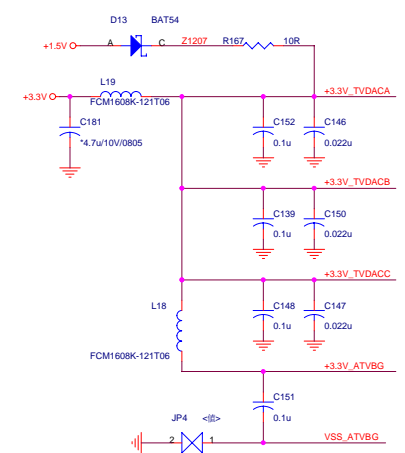 D13 BAT54
+1.5V A C Z1207 R167 10R
L19
+3.3V FCM1608K-121T06 +3.3V_TVDACA
C181 C152 C146
*4.7u/10V/0805 0.1u 0.022u
+3.3V_TVDACB
C139 C150
0.1u 0.022u
+3.3V_TVDACC
L18 C148 C147
0.1u 0.022u
FCM1608K-121T06
+3.3V_ATVBG
C151
JP4 <值> 0.1u
2 1 VSS_ATVBG